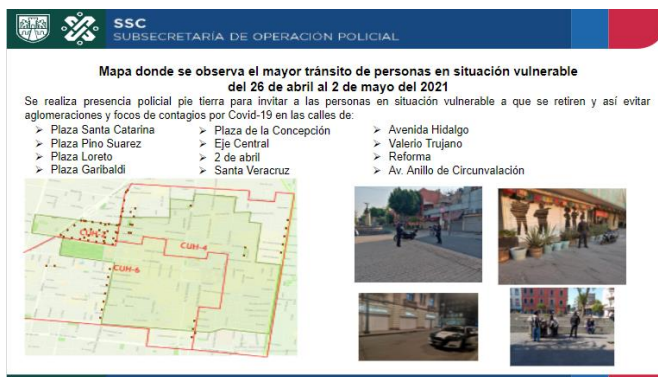 SSC
SUBSECRETARÍA DE OPERACIÓN POLICIAL
Mapa donde se observa el mayor tránsito de personas en situación vulnerable
del 26 de abril al 2 de mayo del 2021
Se realiza presencia policial pie tierra para invitar a las personas en situación vulnerable a que se retiren y así evitar
aglomeraciones y focos de contagios por Covid-19 en las calles de:
➢ Plaza Santa Catarina
➢ Plaza Pino Suarez
➢ Plaza Loreto
➢ Plaza Garibaldi
➢ Plaza de la Concepción
➢ Eje Central
➢ 2 de abril
➢ Santa Veracruz
➢ Avenida Hidalgo
➢ Valerio Trujano
➢ Reforma
➢ Av. Anillo de Circunvalación
CUH-4
CUH-6